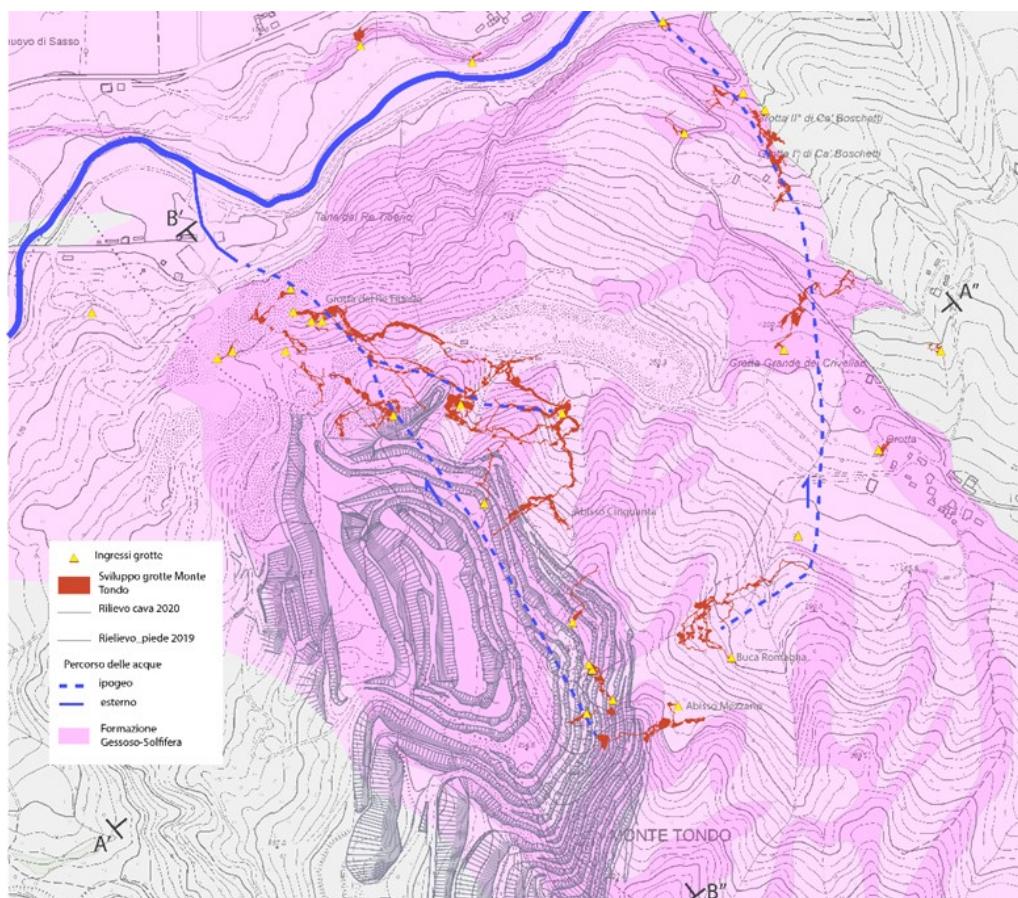 nuovo di Sasso
Grotta II° di Ca' Boschetti
Grotta I° di Ca' Boschetti
Tana del Re Tiberio
B'
A''
Grotta del Re Tiberio
Grotta Grande dei Crivellari
Grotta
Abisso Cinquanta
Ingressi grotte
Sviluppo grotte Monte
Tondo
Rilievo cava 2020
Rielievo_piede 2019
Percorso delle acque
ipogeo
esterno
Formazione
Gessoso-Solfifera
Buca Romagna
Abisso Mezzano
MONTE TONDO
A'
B''